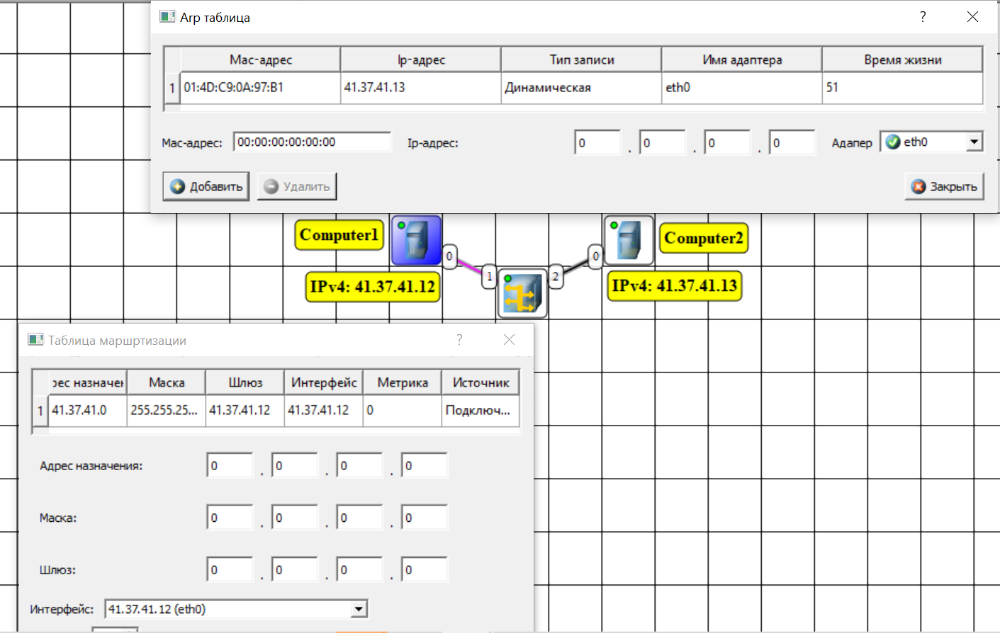 Arp таблица ?
Mac-адрес Ip-адрес Тип записи Имя адаптера Время жизни
1 01:4D:C9:0A:97:B1 41.37.41.13 Динамическая eth0 51
Mac-адрес: 00:00:00:00:00:00 Ip-адрес: 0 . 0 . 0 . 0 Адапер eth0
Добавить Удалить Закрыть
Computer1 Computer2
0 1 2 0
IPv4: 41.37.41.12 IPv4: 41.37.41.13
Таблица маршртизации ?
рес назначен Маска Шлюз Интерфейс Метрика Источник
1 41.37.41.0 255.255.25... 41.37.41.12 41.37.41.12 0 Подключ...
Адрес назначения: 0 . 0 . 0 . 0
Маска: 0 . 0 . 0 . 0
Шлюз: 0 . 0 . 0 . 0
Интерфейс: 41.37.41.12 (eth0)